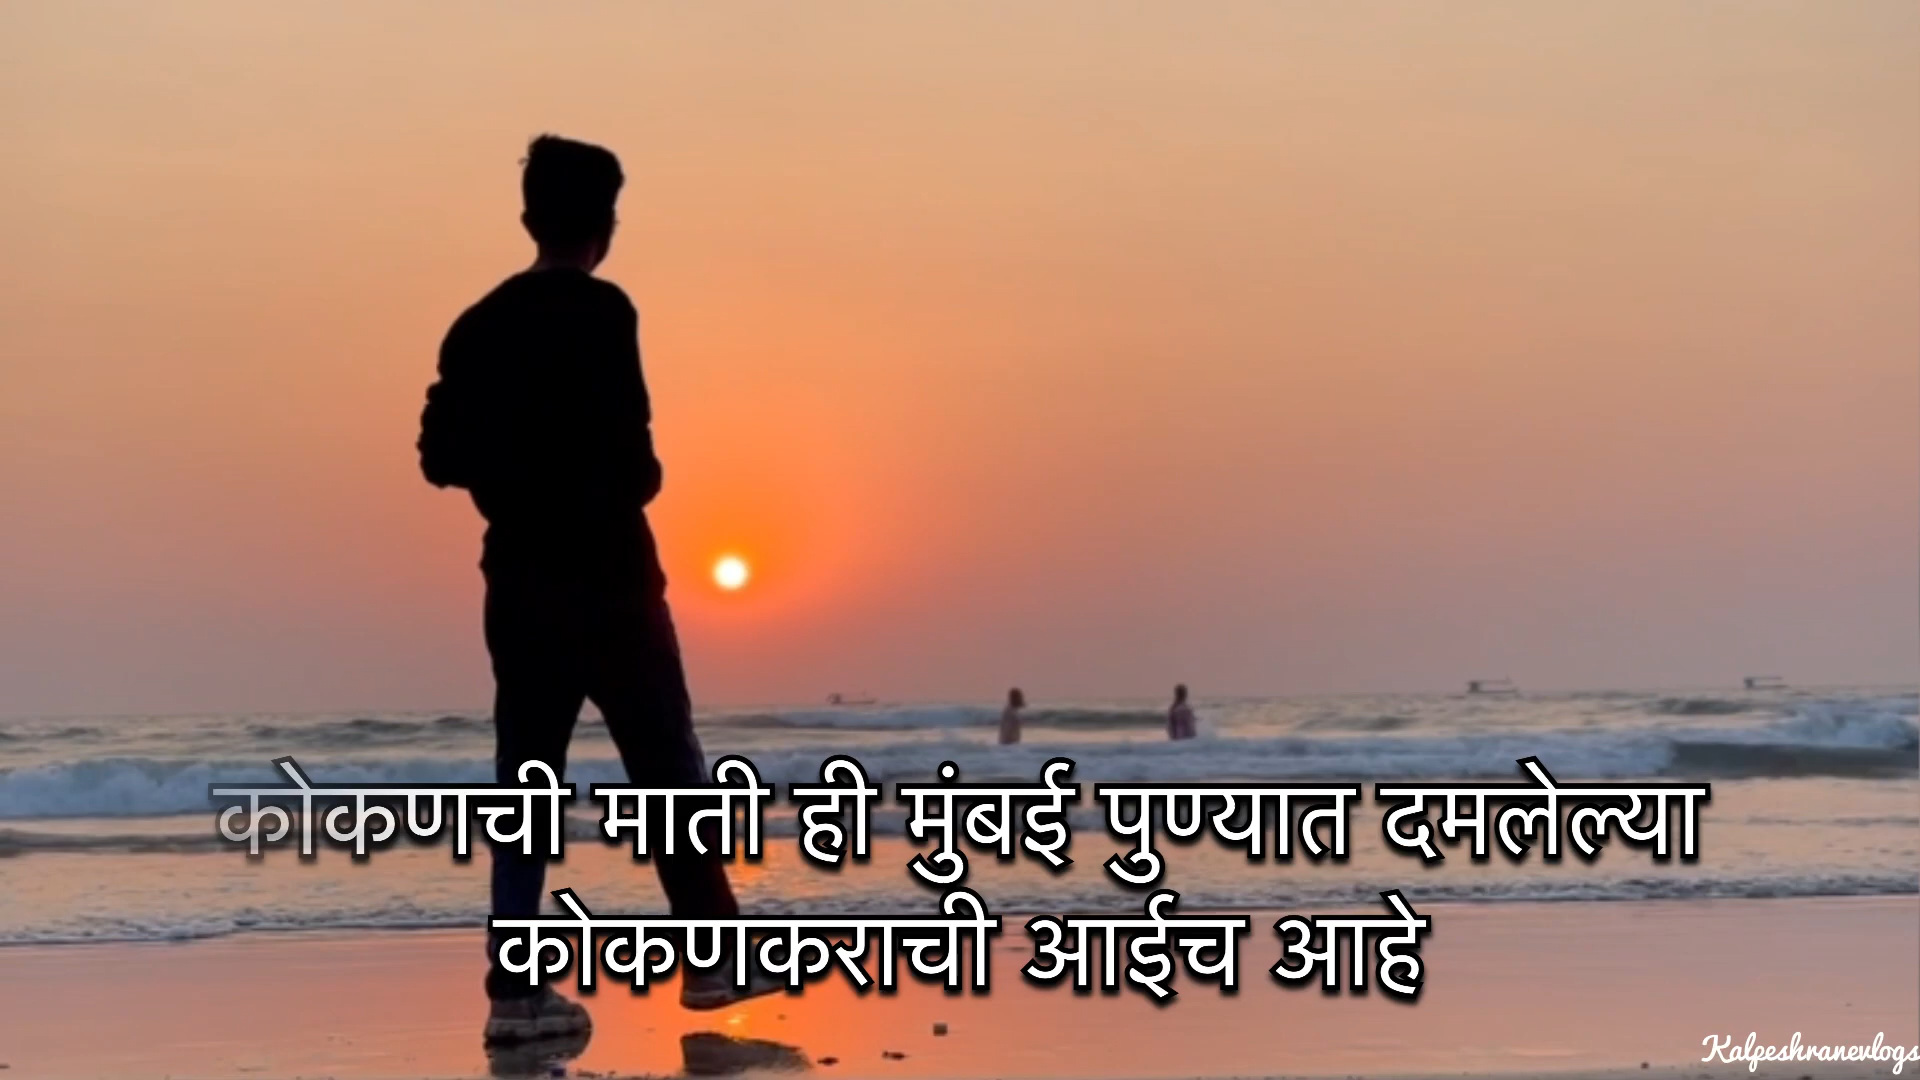 कोकणची माती ही मुंबई पुण्यात दमलेल्या
कोकणकराची आईच आहे
Kalpeshranevlogs